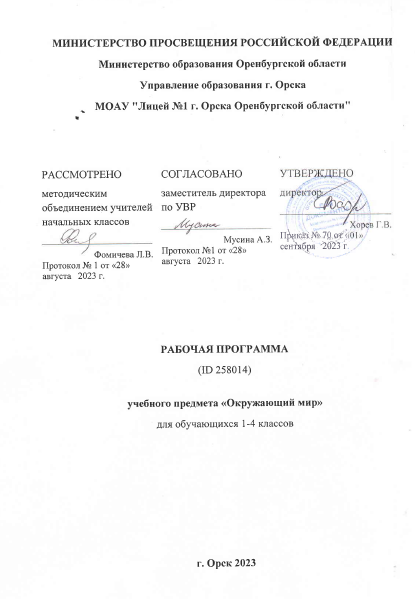 МИНИСТЕРСТВО ПРОСВЕЩЕНИЯ РОССИЙСКОЙ ФЕДЕРАЦИИ
Министерство образования Оренбургской области
Управление образования г. Орска
МОАУ "Лицей №1 г. Орска Оренбургской области"
РАССМОТРЕНО
методическим
объединением учителей
начальных классов
Фомичева Л.В.
Протокол № 1 от «28»
августа 2023 г.
СОГЛАСОВАНО
заместитель директора
по УВР
Мусина
Мусина А.З.
Протокол №1 от «28»
августа 2023 г.
УТВЕРЖДЕНО
директор
Хорев Г.В.
Приказ № 70 от «01»
сентября 2023 г
РАБОЧАЯ ПРОГРАММА
(ID 258014)
учебного предмета «Окружающий мир»
для обучающихся 1-4 классов
г. Орск 2023